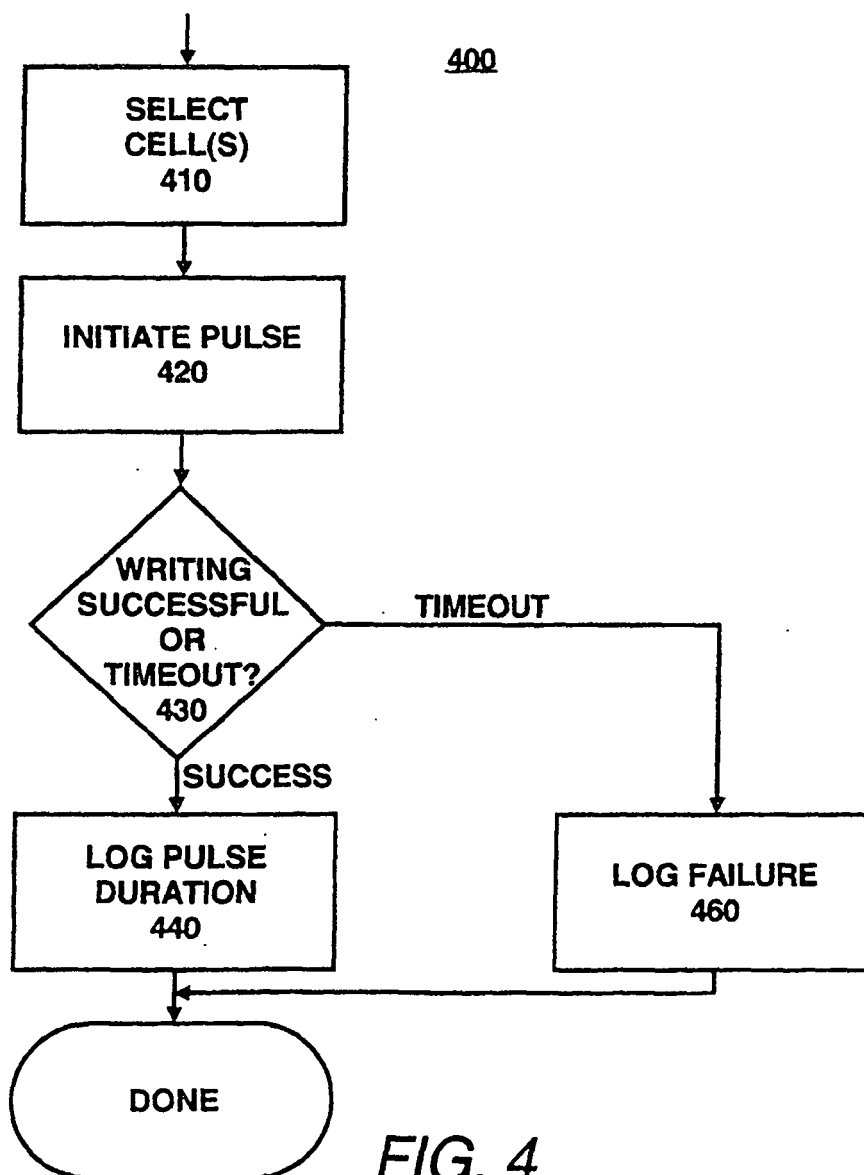 400
SELECT
CELL(S)
410
INITIATE PULSE
420
WRITING
SUCCESSFUL
OR
TIMEOUT?
430
TIMEOUT
SUCCESS
LOG PULSE
DURATION
440
LOG FAILURE
460
DONE
FIG. 4